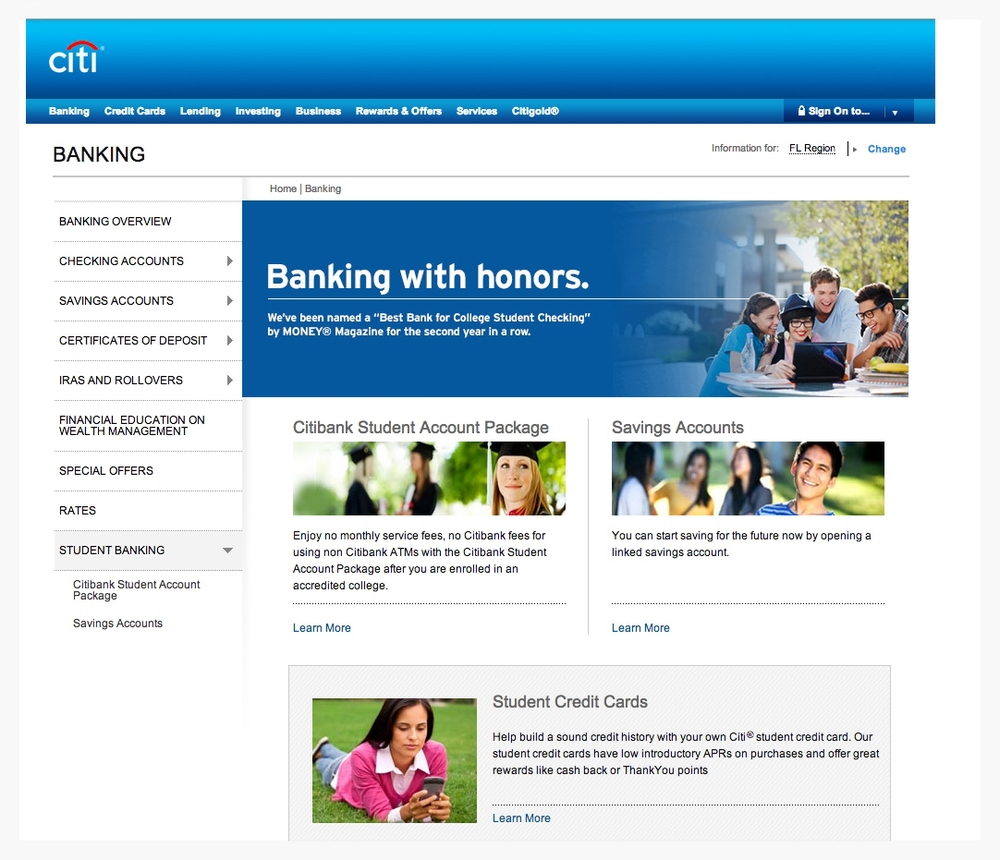 citi®
Banking Credit Cards Lending Investing Business Rewards & Offers Services Citigold® Sign On to...
BANKING
Information for: FL Region Change
Home | Banking
BANKING OVERVIEW
CHECKING ACCOUNTS
SAVINGS ACCOUNTS
CERTIFICATES OF DEPOSIT
IRAS AND ROLLOVERS
FINANCIAL EDUCATION ON
WEALTH MANAGEMENT
SPECIAL OFFERS
RATES
STUDENT BANKING
Citibank Student Account
Package
Savings Accounts
Banking with honors.
We've been named a "Best Bank for College Student Checking"
by MONEY® Magazine for the second year in a row.
Citibank Student Account Package
Enjoy no monthly service fees, no Citibank fees for
using non Citibank ATMs with the Citibank Student
Account Package after you are enrolled in an
accredited college.
Learn More
Savings Accounts
You can start saving for the future now by opening a
linked savings account.
Learn More
Student Credit Cards
Help build a sound credit history with your own Citi® student credit card. Our
student credit cards have low introductory APRs on purchases and offer great
rewards like cash back or ThankYou points
Learn More